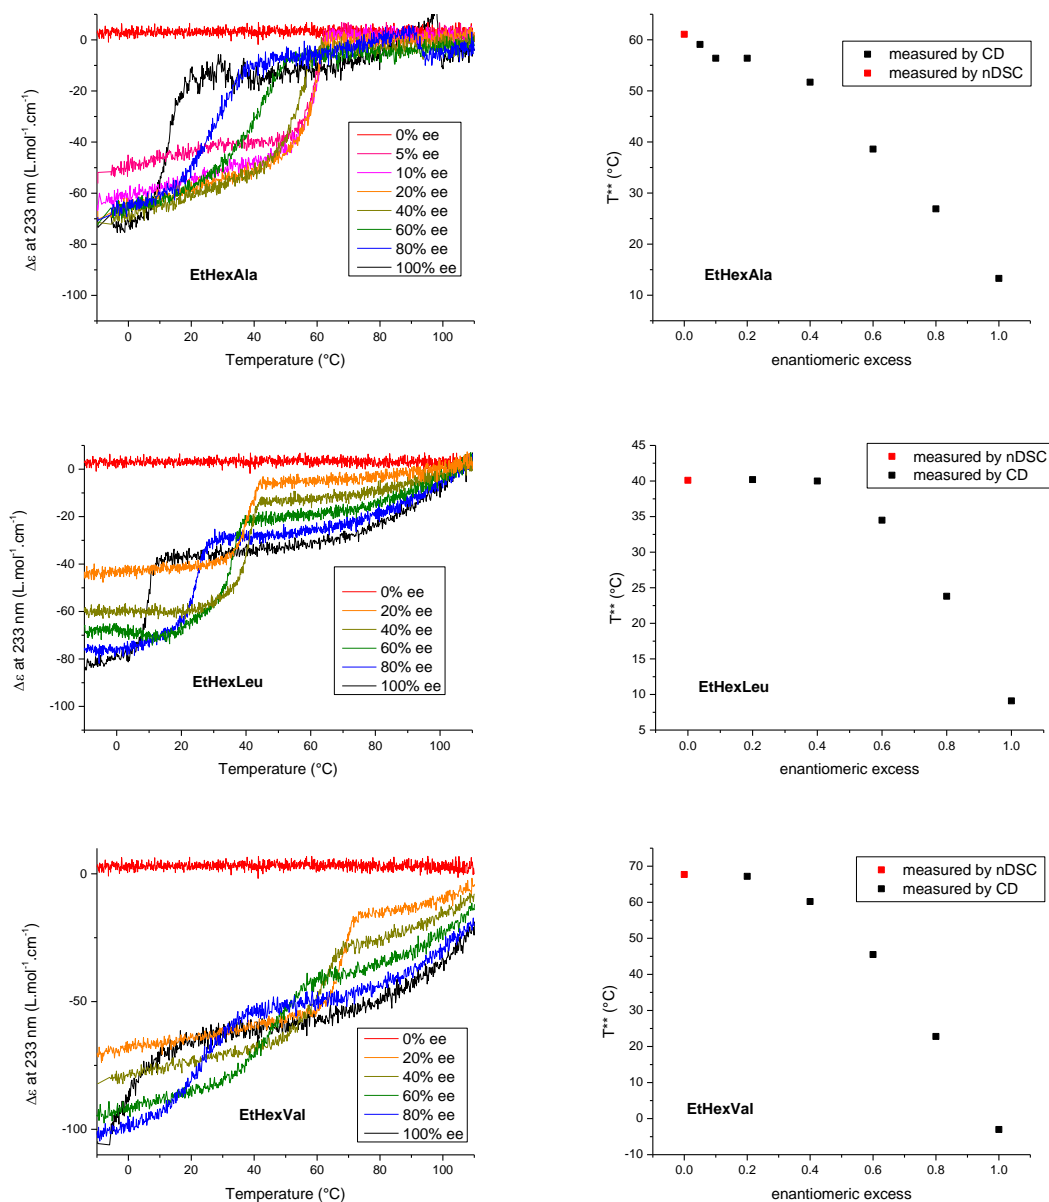 0
-20
-40
-60
-80
-100
0
20
40
60
80
100
Δε at 233 nm (L.mol⁻¹.cm⁻¹)
Temperature (°C)
0% ee
5% ee
10% ee
20% ee
40% ee
60% ee
80% ee
100% ee
EtHexAla
60
50
40
30
20
10
0.0
0.2
0.4
0.6
0.8
1.0
T** (°C)
enantiomeric excess
measured by CD
measured by nDSC
EtHexAla
0
-20
-40
-60
-80
-100
0
20
40
60
80
100
Δε at 233 nm (L.mol⁻¹.cm⁻¹)
Temperature (°C)
0% ee
20% ee
40% ee
60% ee
80% ee
100% ee
EtHexLeu
45
40
35
30
25
20
15
10
5
0.0
0.2
0.4
0.6
0.8
1.0
T** (°C)
enantiomeric excess
measured by nDSC
measured by CD
EtHexLeu
0
-50
-100
0
20
40
60
80
100
Δε at 233 nm (L.mol⁻¹.cm⁻¹)
Temperature (°C)
0% ee
20% ee
40% ee
60% ee
80% ee
100% ee
EtHexVal
70
60
50
40
30
20
10
0
-10
0.0
0.2
0.4
0.6
0.8
1.0
T** (°C)
enantiomeric excess
measured by nDSC
measured by CD
EtHexVal